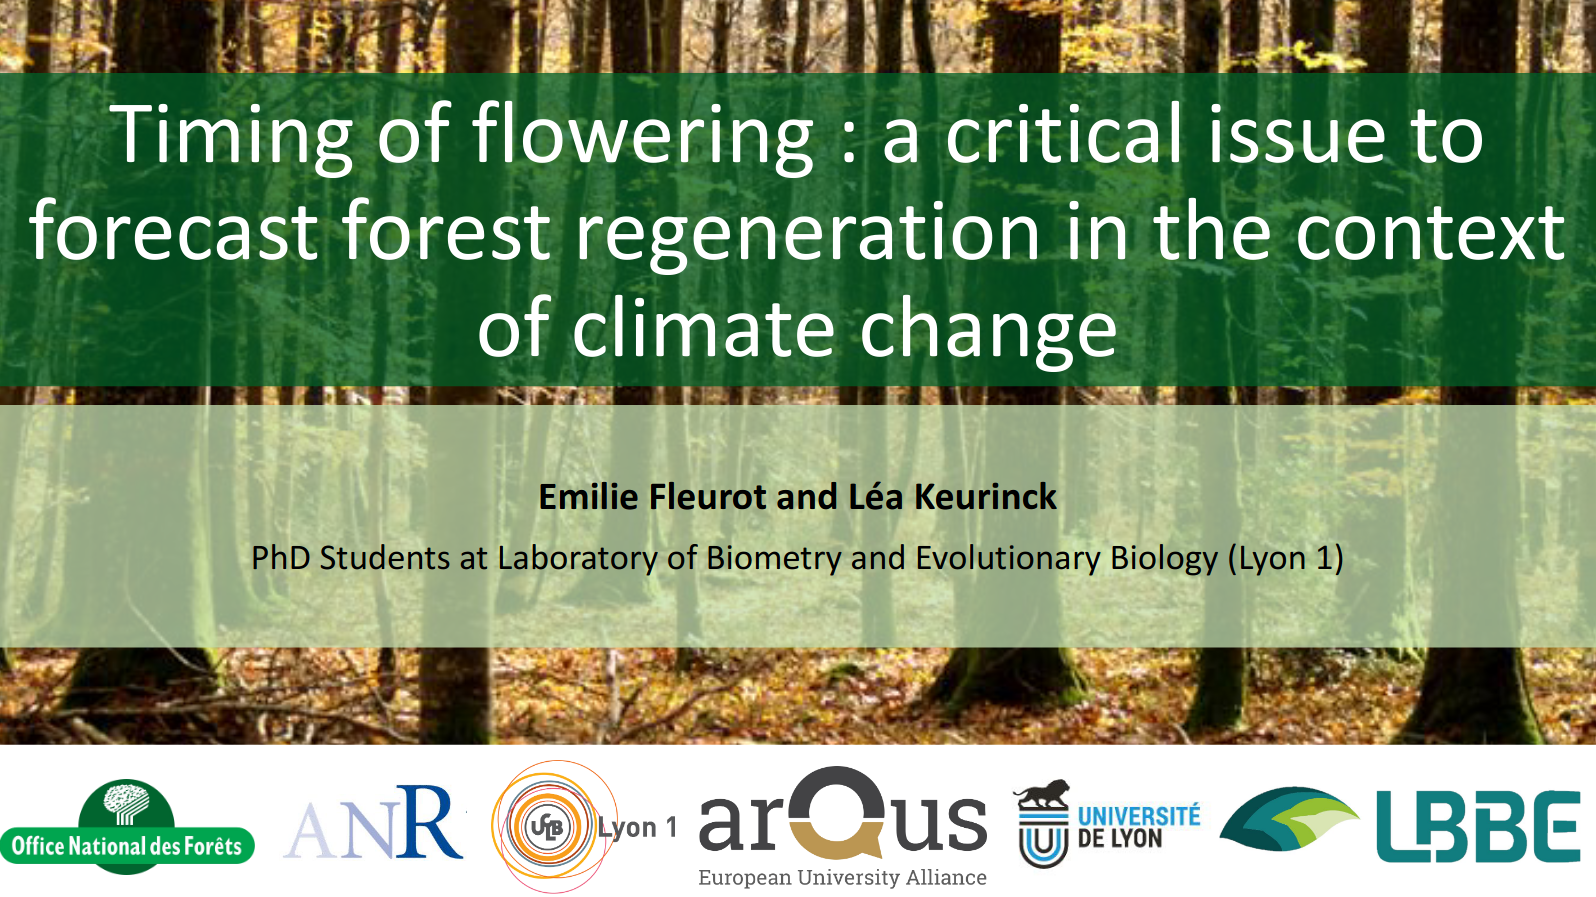 Timing of flowering : a critical issue to
forecast forest regeneration in the context
of climate change
Emilie Fleurot and Léa Keurinck
PhD Students at Laboratory of Biometry and Evolutionary Biology (Lyon 1)
Office National des Forêts
ANR
UCLB
Lyon 1
arQus
European University Alliance
UNIVERSITÉ
DE LYON
LBBE